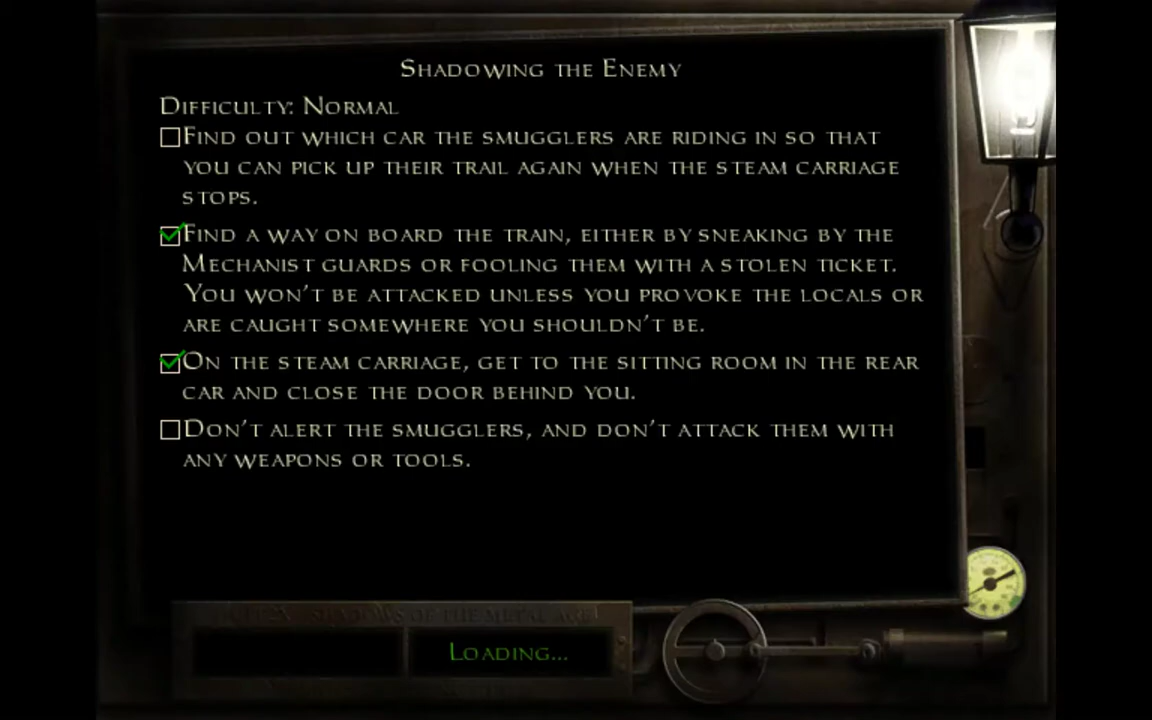 Shadowing the Enemy
Difficulty: Normal
Find out which car the smugglers are riding in so that
you can pick up their trail again when the steam carriage
stops.
Find a way on board the train, either by sneaking by the
Mechanist guards or fooling them with a stolen ticket.
You won't be attacked unless you provoke the locals or
are caught somewhere you shouldn't be.
On the steam carriage, get to the sitting room in the rear
car and close the door behind you.
Don't alert the smugglers, and don't attack them with
any weapons or tools.
Shadows of the Metal Age
Loading...